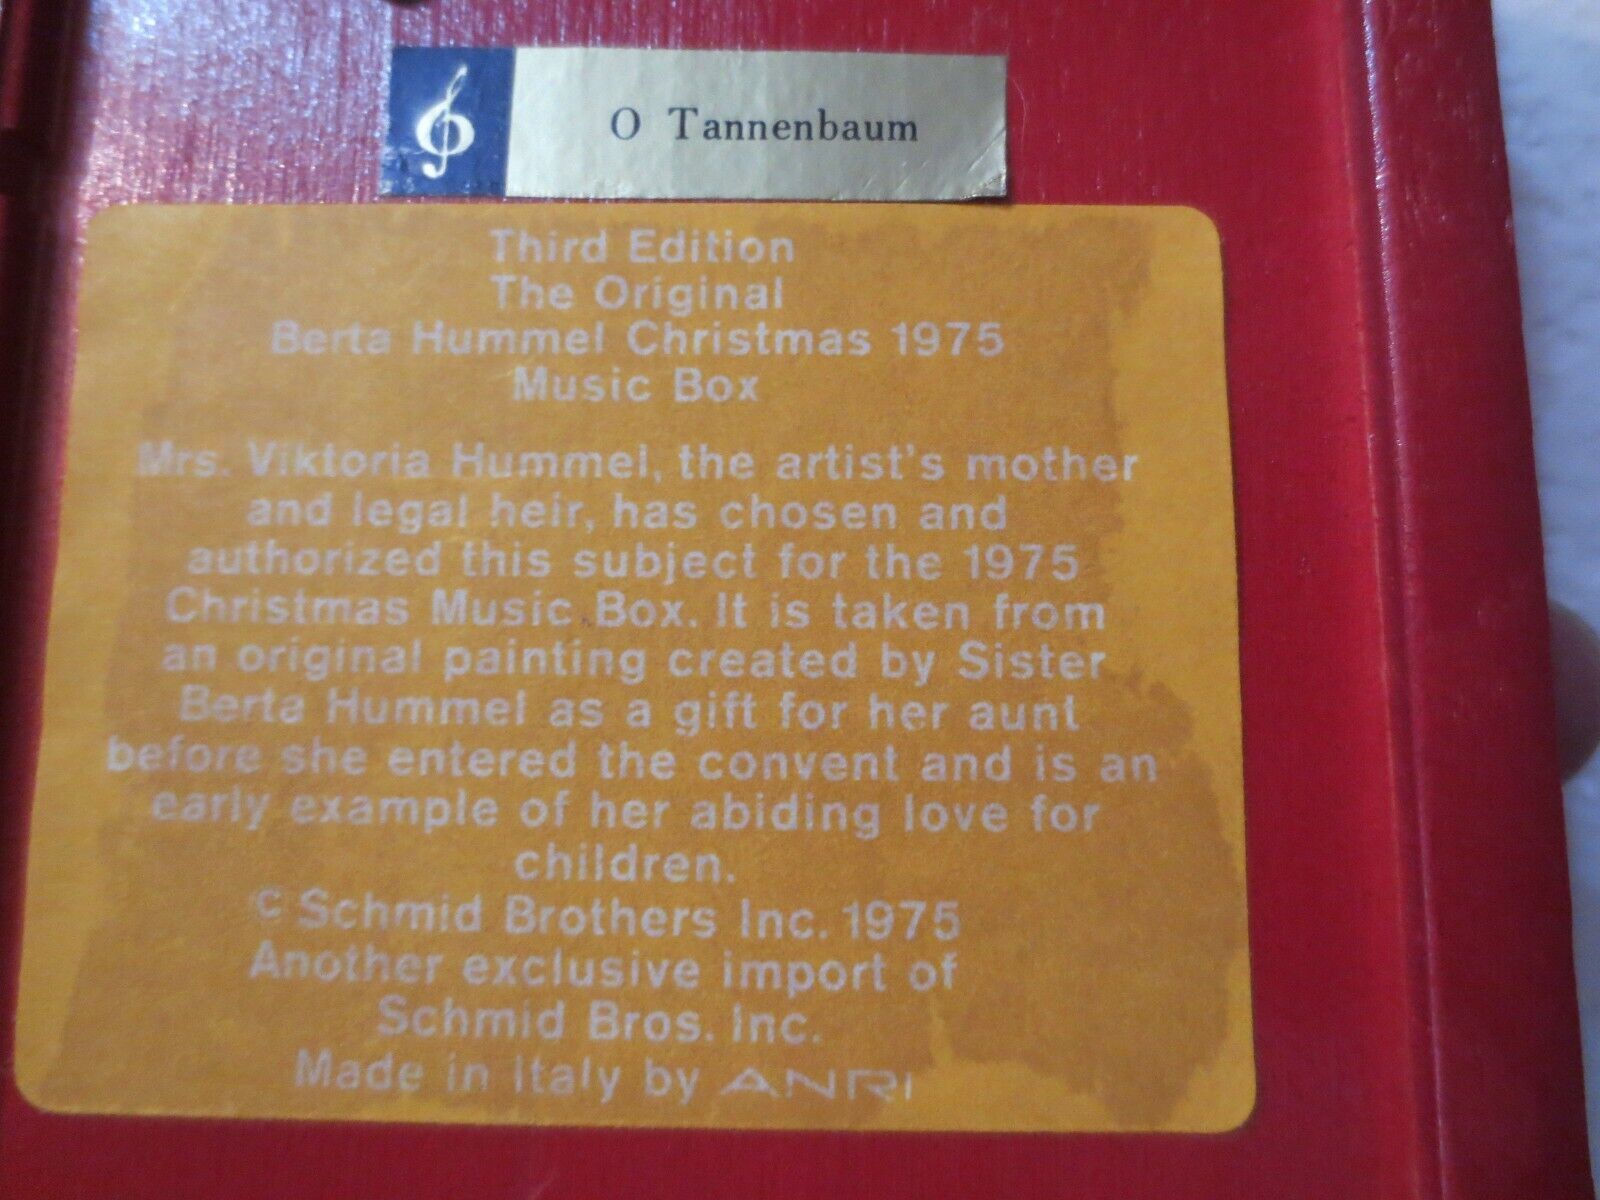 O Tannenbaum
Third Edition
The Original
Berta Hummel Christmas 1975
Music Box
Mrs. Viktoria Hummel, the artist's mother
and legal heir, has chosen and
authorized this subject for the 1975
Christmas Music Box. It is taken from
an original painting created by Sister
Berta Hummel as a gift for her aunt
before she entered the convent and is an
early example of her abiding love for
children.
© Schmid Brothers Inc. 1975
Another exclusive import of
Schmid Bros. Inc.
Made in Italy by ANRI